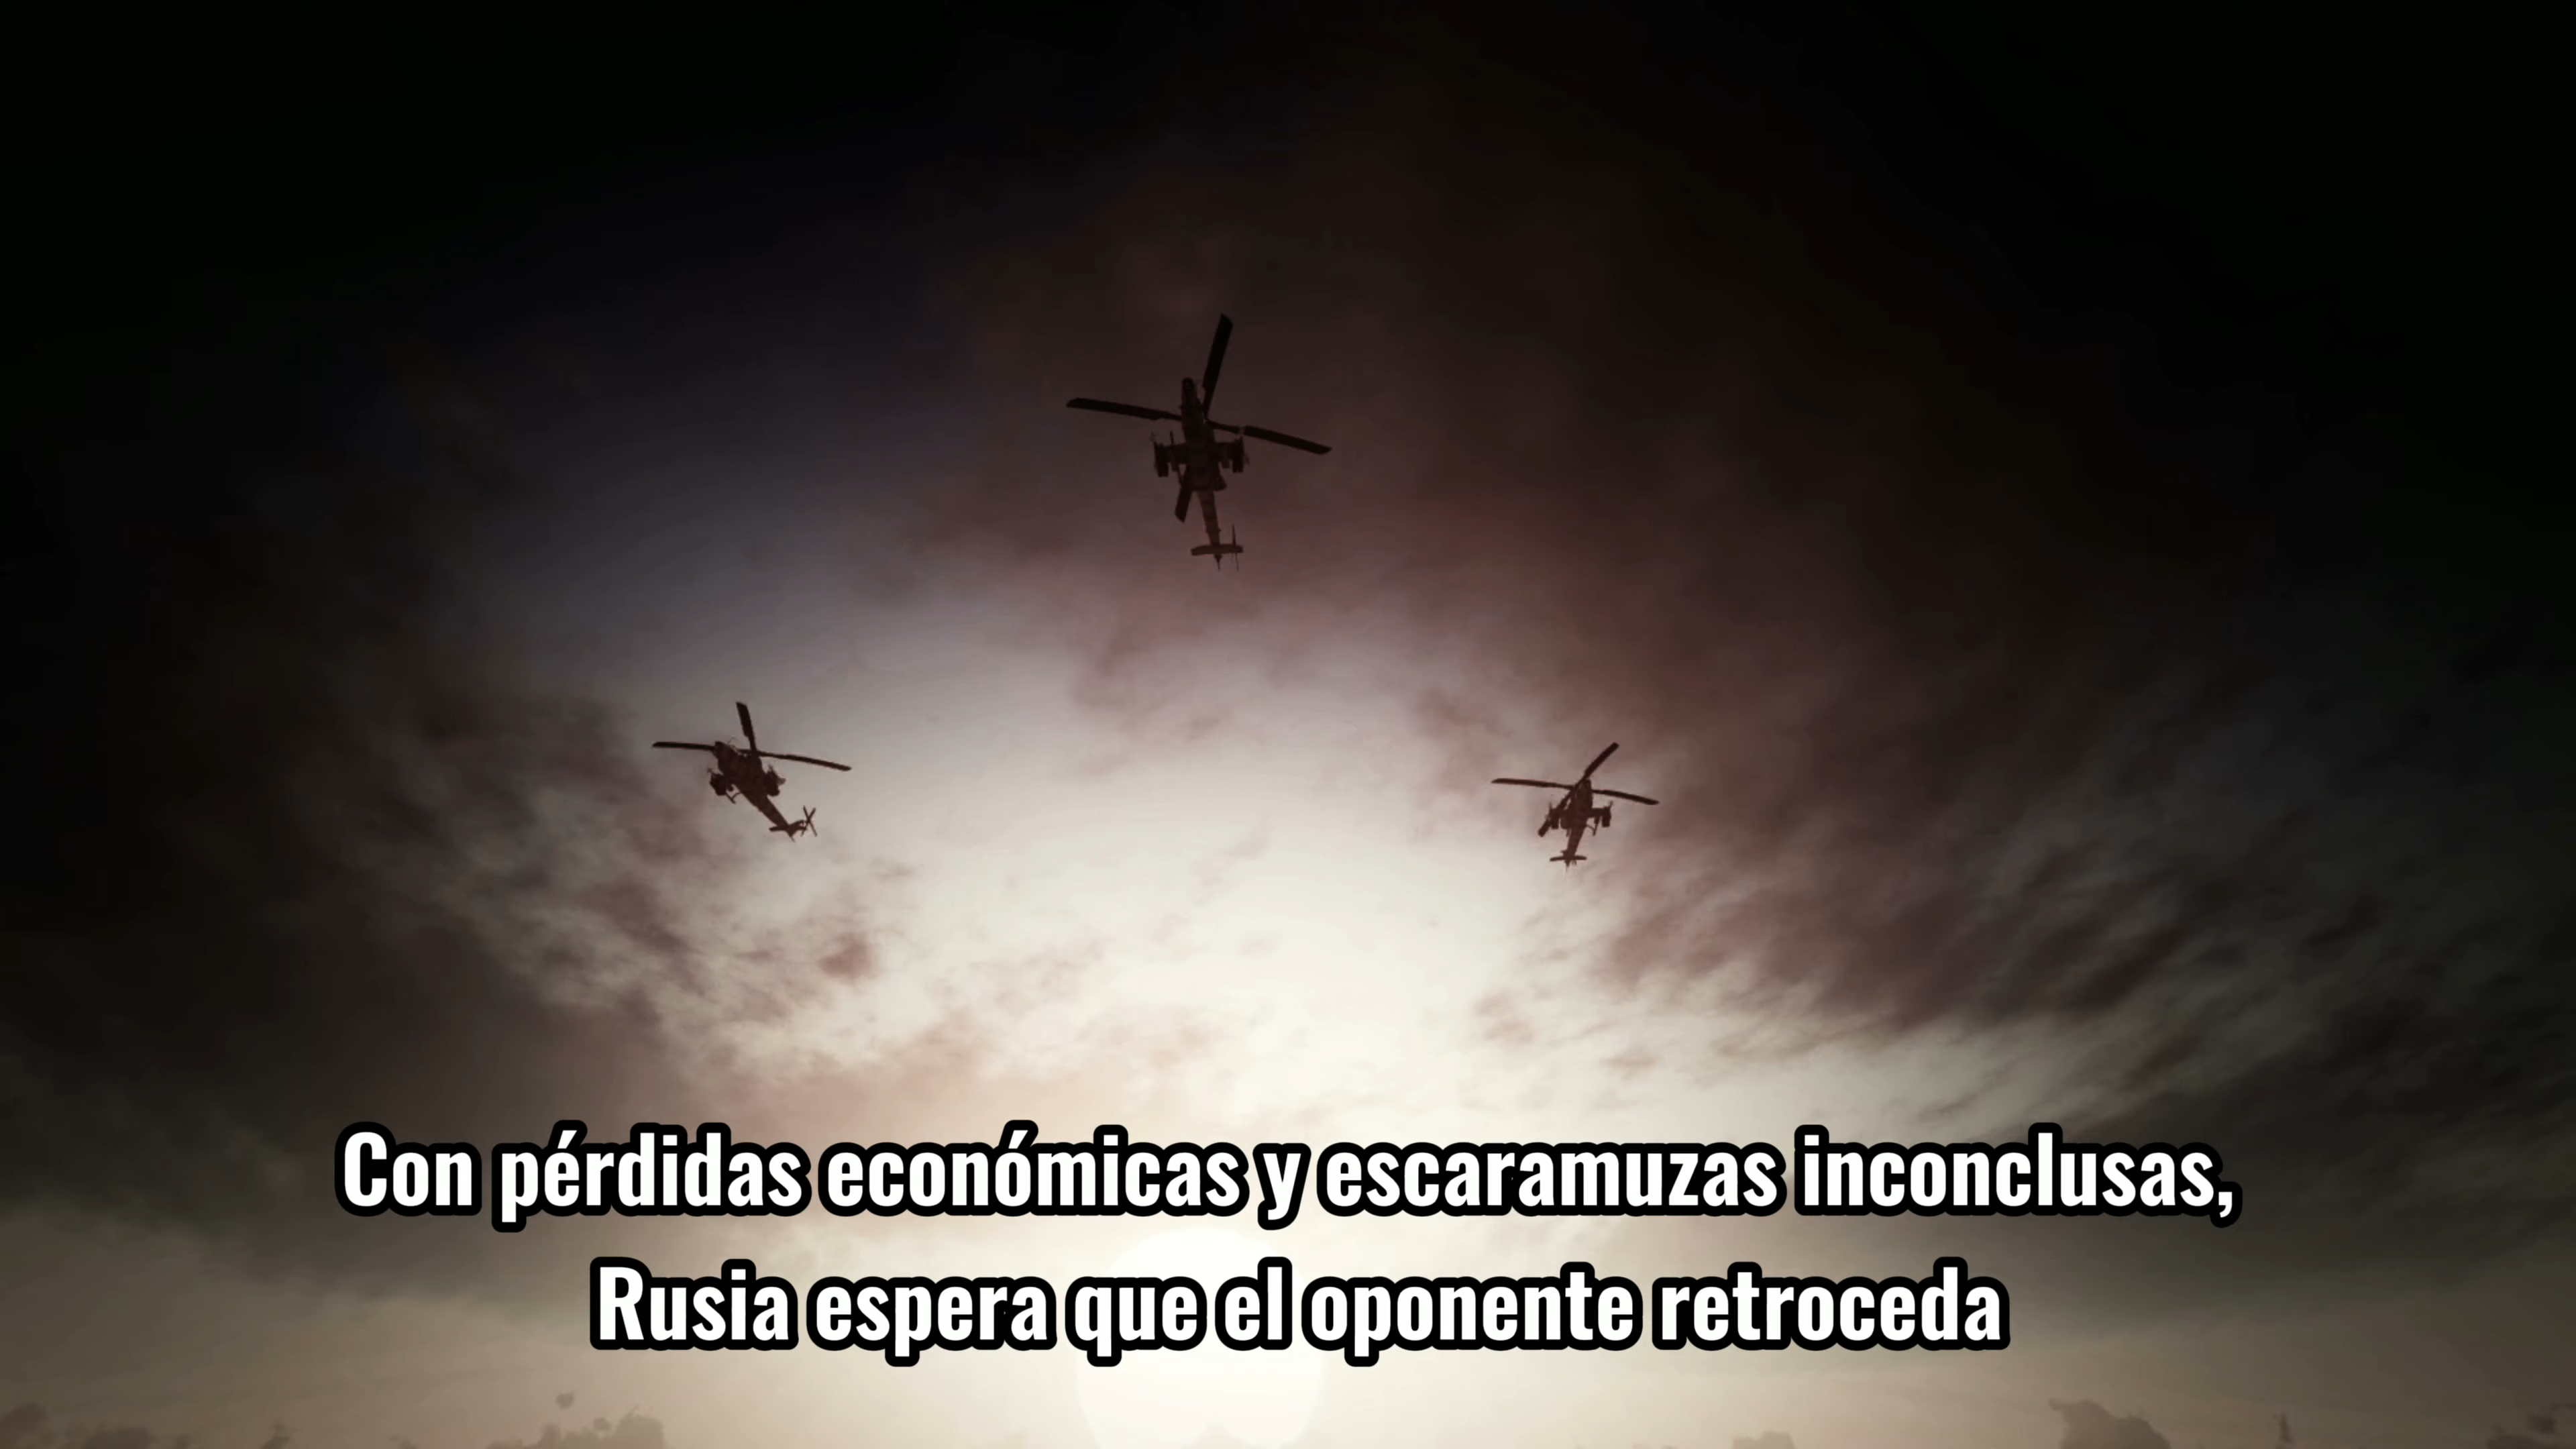 Con pérdidas económicas y escaramuzas inconclusas,
Rusia espera que el oponente retroceda